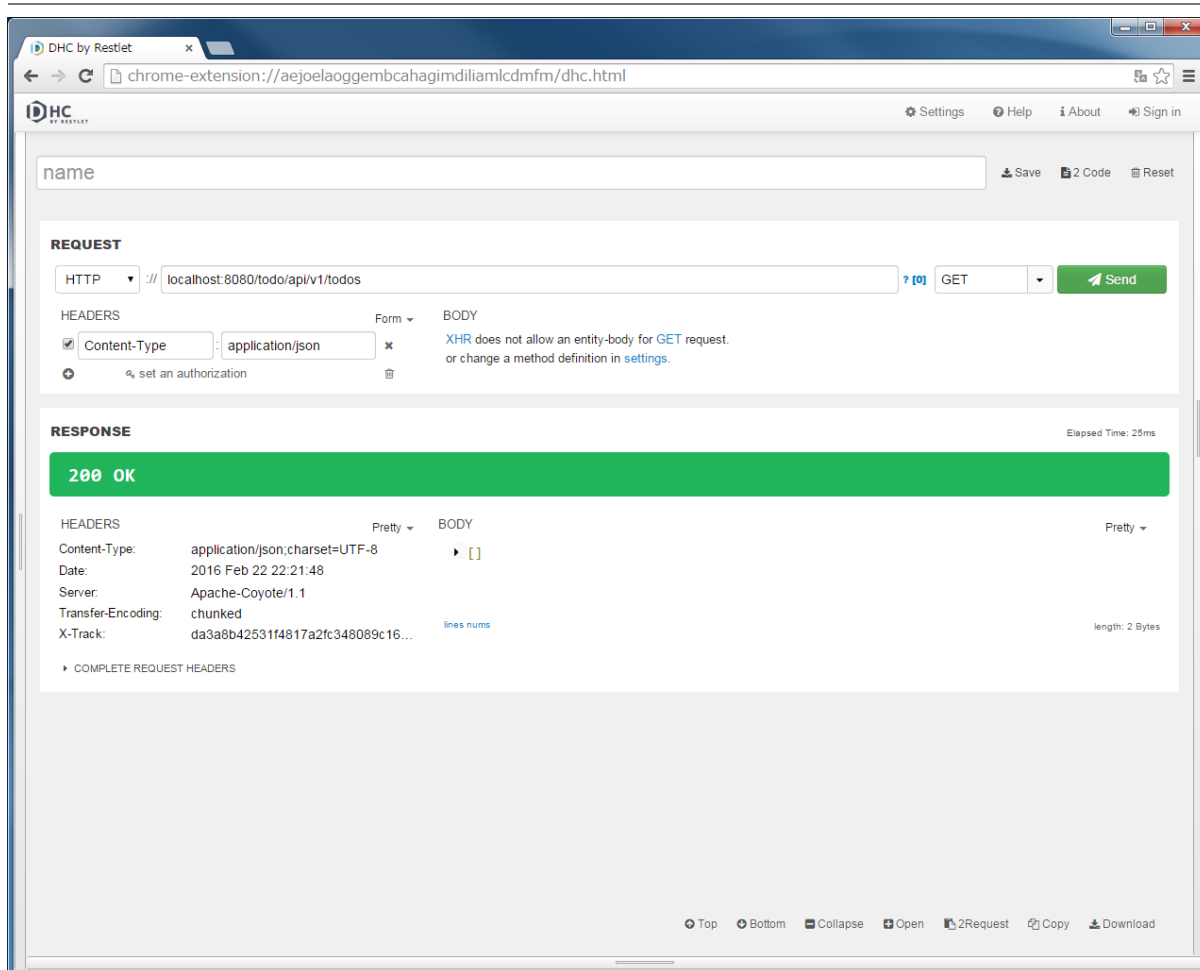 DHC by Restlet
chrome-extension://aejoelaoggembcahagimdiliamlcdmfm/dhc.html
DHC BY RESTLET
Settings Help About Sign in
name
Save 2 Code Reset
REQUEST
HTTP :// localhost:8080/todo/api/v1/todos ? [0] GET Send
HEADERS Form BODY
Content-Type : application/json XHR does not allow an entity-body for GET request.
or change a method definition in settings.
set an authorization
RESPONSE Elapsed Time: 25ms
200 OK
HEADERS Pretty BODY Pretty
Content-Type: application/json;charset=UTF-8 []
Date: 2016 Feb 22 22:21:48
Server: Apache-Coyote/1.1
Transfer-Encoding: chunked
X-Track: da3a8b42531f4817a2fc348089c16...
lines nums length: 2 Bytes
COMPLETE REQUEST HEADERS
Top Bottom Collapse Open 2Request Copy Download